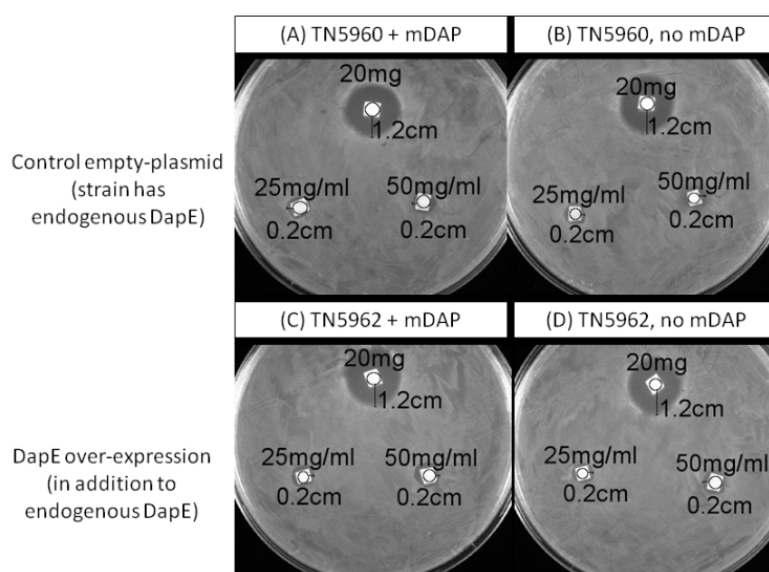 (A) TN5960 + mDAP
(B) TN5960, no mDAP
Control empty-plasmid
(strain has
endogenous DapE)
20mg
1.2cm
25mg/ml
0.2cm
50mg/ml
0.2cm
20mg
1.2cm
25mg/ml
0.2cm
50mg/ml
0.2cm
(C) TN5962 + mDAP
(D) TN5962, no mDAP
DapE over-expression
(in addition to
endogenous DapE)
20mg
1.2cm
25mg/ml
0.2cm
50mg/ml
0.2cm
20mg
1.2cm
25mg/ml
0.2cm
50mg/ml
0.2cm